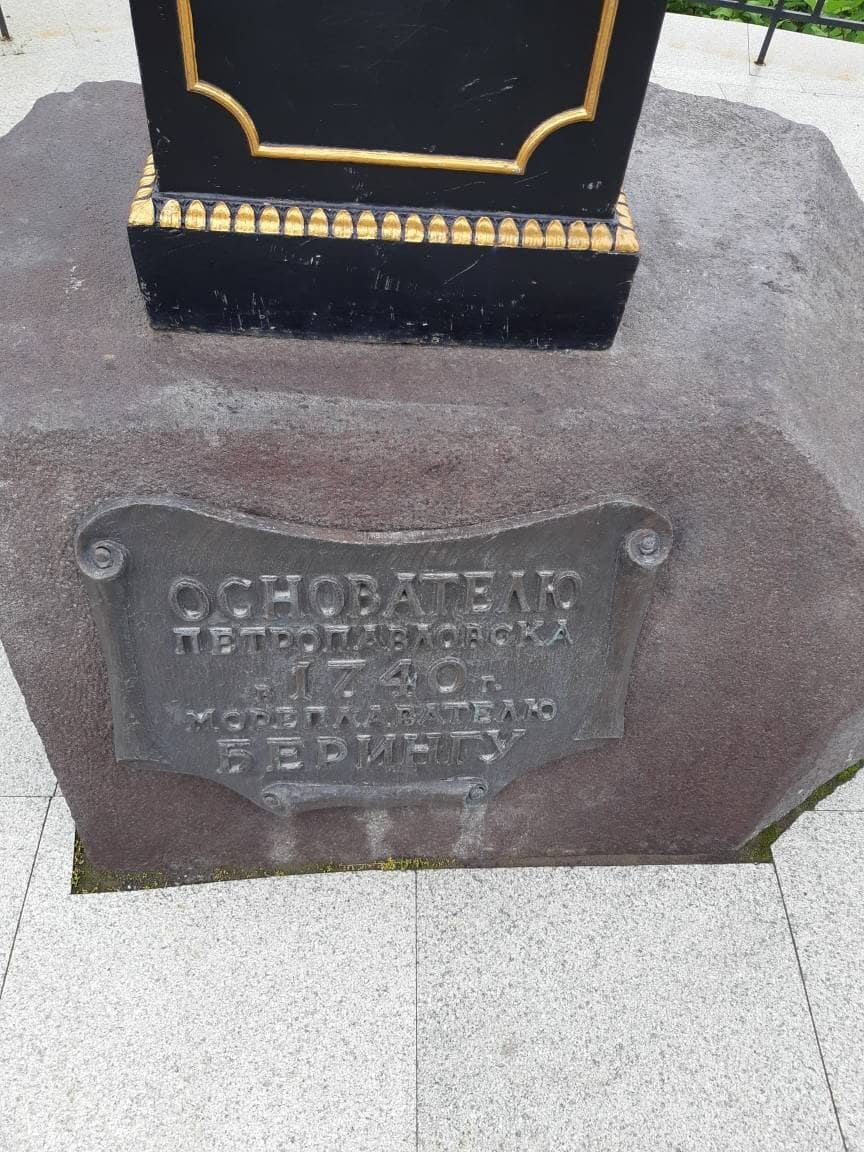 ОСНОВАТЕЛЮ
ПЕТРОПАВЛОВСКА
в 1740 г.
МОРЕПЛАВАТЕЛЮ
БЕРИНГУ